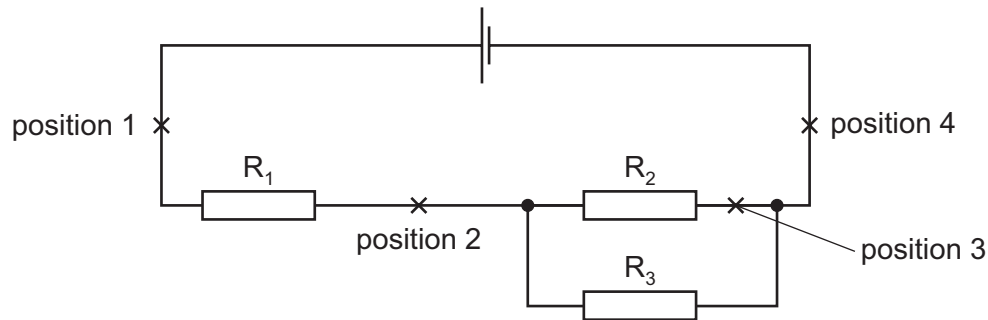 position 1
position 4
R₁
R₂
position 2
position 3
R₃